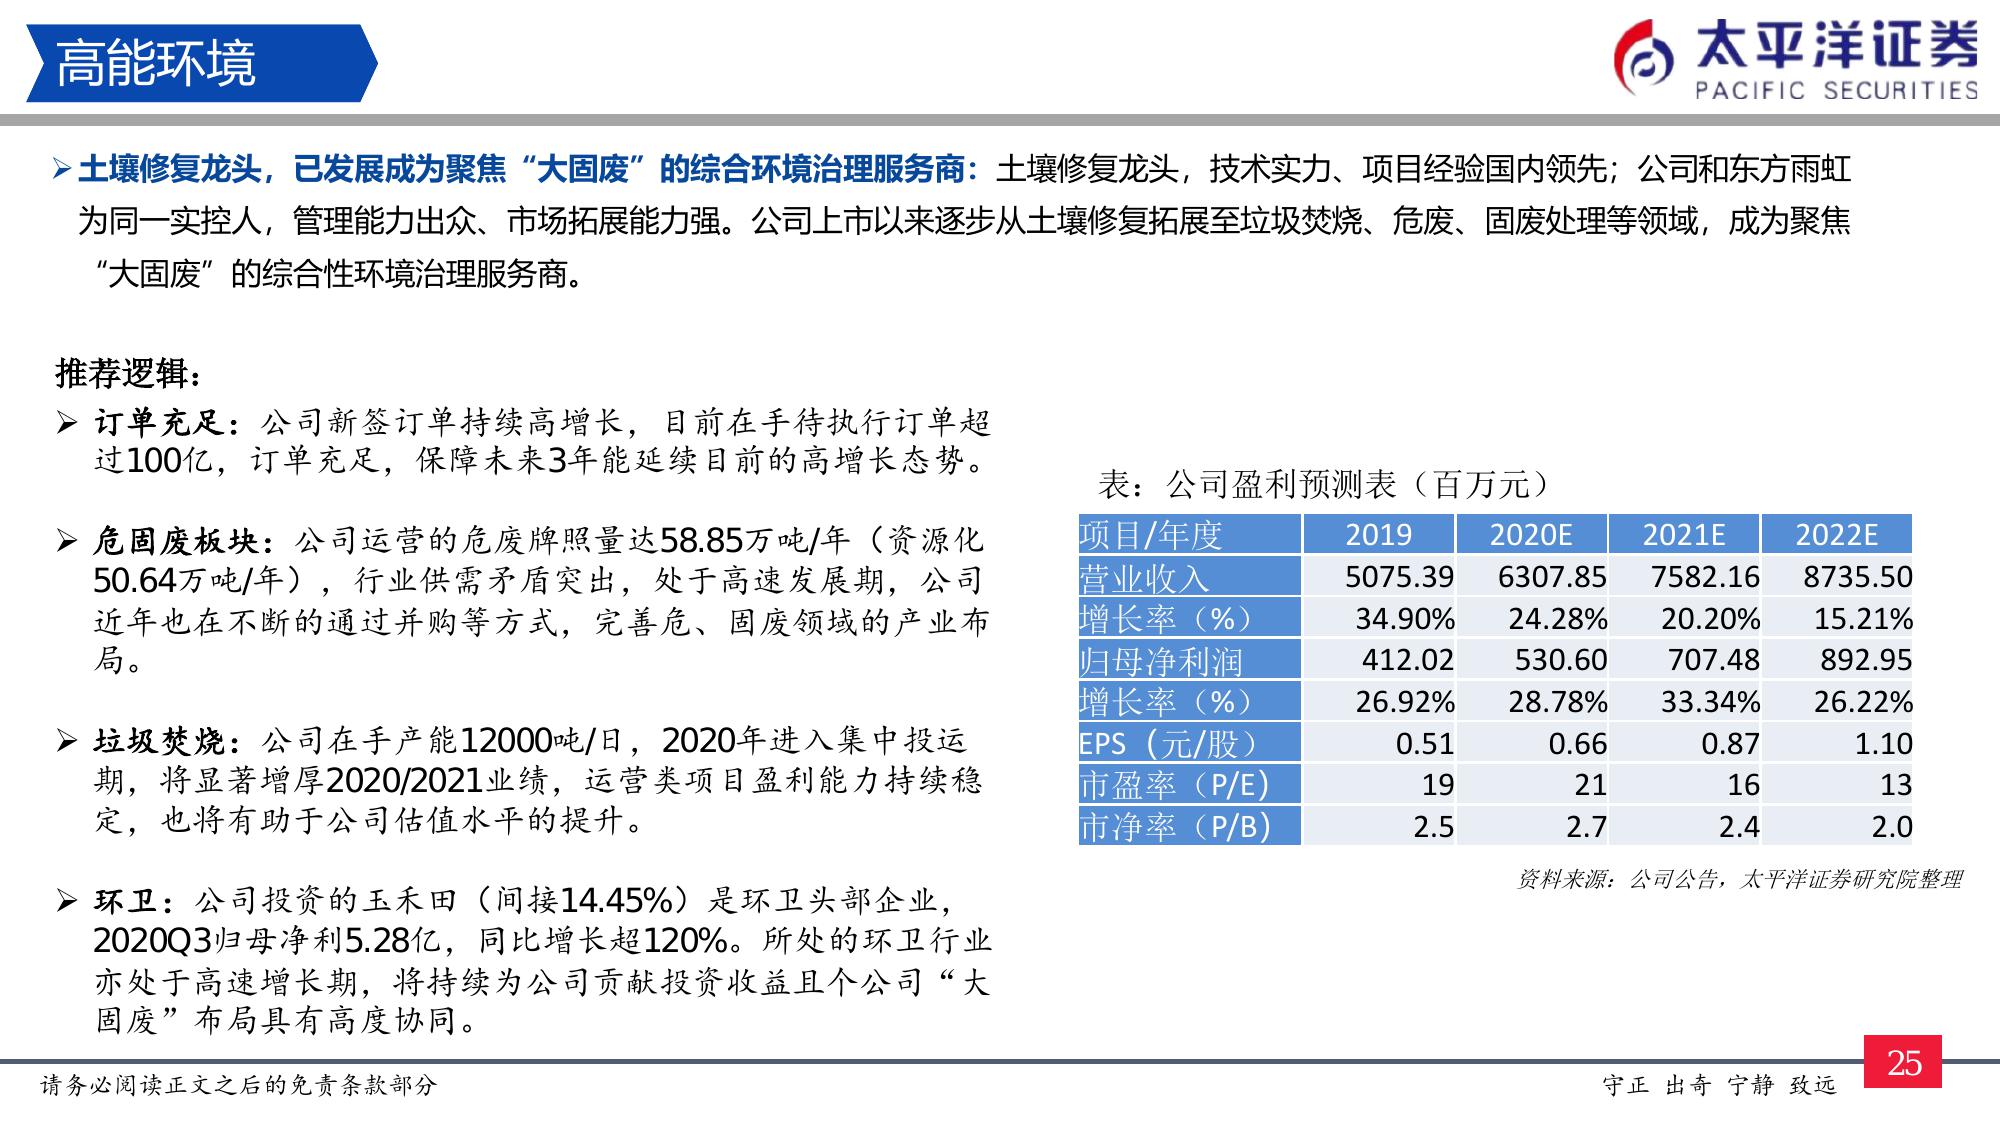 高能环境
太平洋证券
PACIFIC SECURITIES
➢土壤修复龙头，已发展成为聚焦“大固废”的综合环境治理服务商：土壤修复龙头，技术实力、项目经验国内领先；公司和东方雨虹
为同一实控人，管理能力出众、市场拓展能力强。公司上市以来逐步从土壤修复拓展至垃圾焚烧、危废、固废处理等领域，成为聚焦
“大固废”的综合性环境治理服务商。
推荐逻辑：
➢ 订单充足：公司新签订单持续高增长，目前在手待执行订单超
过100亿，订单充足，保障未来3年能延续目前的高增长态势。
➢ 危固废板块：公司运营的危废牌照量达58.85万吨/年（资源化
50.64万吨/年），行业供需矛盾突出，处于高速发展期，公司
近年也在不断的通过并购等方式，完善危、固废领域的产业布
局。
➢ 垃圾焚烧：公司在手产能12000吨/日，2020年进入集中投运
期，将显著增厚2020/2021业绩，运营类项目盈利能力持续稳
定，也将有助于公司估值水平的提升。
➢ 环卫：公司投资的玉禾田（间接14.45%）是环卫头部企业，
2020Q3归母净利5.28亿，同比增长超120%。所处的环卫行业
亦处于高速增长期，将持续为公司贡献投资收益且个公司“大
固废”布局具有高度协同。
表：公司盈利预测表（百万元）
项目/年度 2019 2020E 2021E 2022E
营业收入 5075.39 6307.85 7582.16 8735.50
增长率（%） 34.90% 24.28% 20.20% 15.21%
归母净利润 412.02 530.60 707.48 892.95
增长率（%） 26.92% 28.78% 33.34% 26.22%
EPS（元/股） 0.51 0.66 0.87 1.10
市盈率（P/E) 19 21 16 13
市净率（P/B) 2.5 2.7 2.4 2.0
资料来源：公司公告，太平洋证券研究院整理
请务必阅读正文之后的免责条款部分
守正 出奇 宁静 致远
25